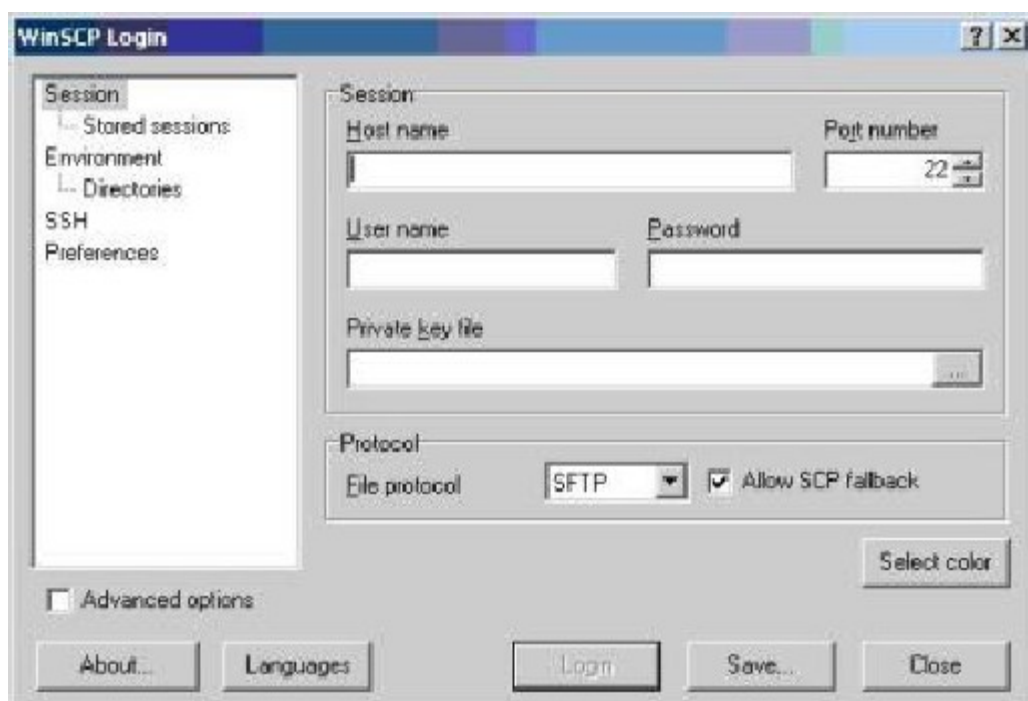 WinSCP Login
Session
Stored sessions
Environment
Directories
SSH
Preferences
Session
Host name
Port number
22
User name
Password
Private key file
...
Protocol
File protocol
SFTP
Allow SCP fallback
Select color
Advanced options
About...
Languages
Login
Save...
Close